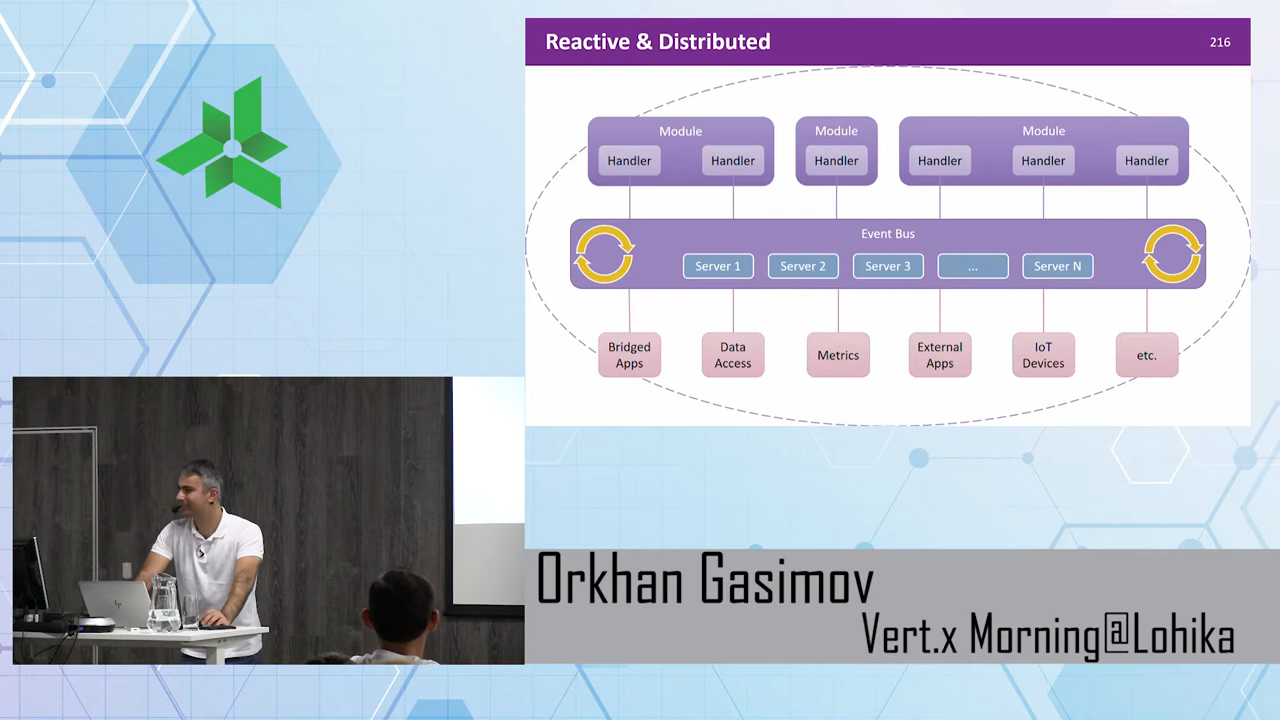 Reactive & Distributed
216
Module
Module
Module
Handler
Handler
Handler
Handler
Handler
Handler
Event Bus
Server 1
Server 2
Server 3
...
Server N
Bridged
Apps
Data
Access
Metrics
External
Apps
IoT
Devices
etc.
Orkhan Gasimov
Vert.x Morning@Lohika
hp